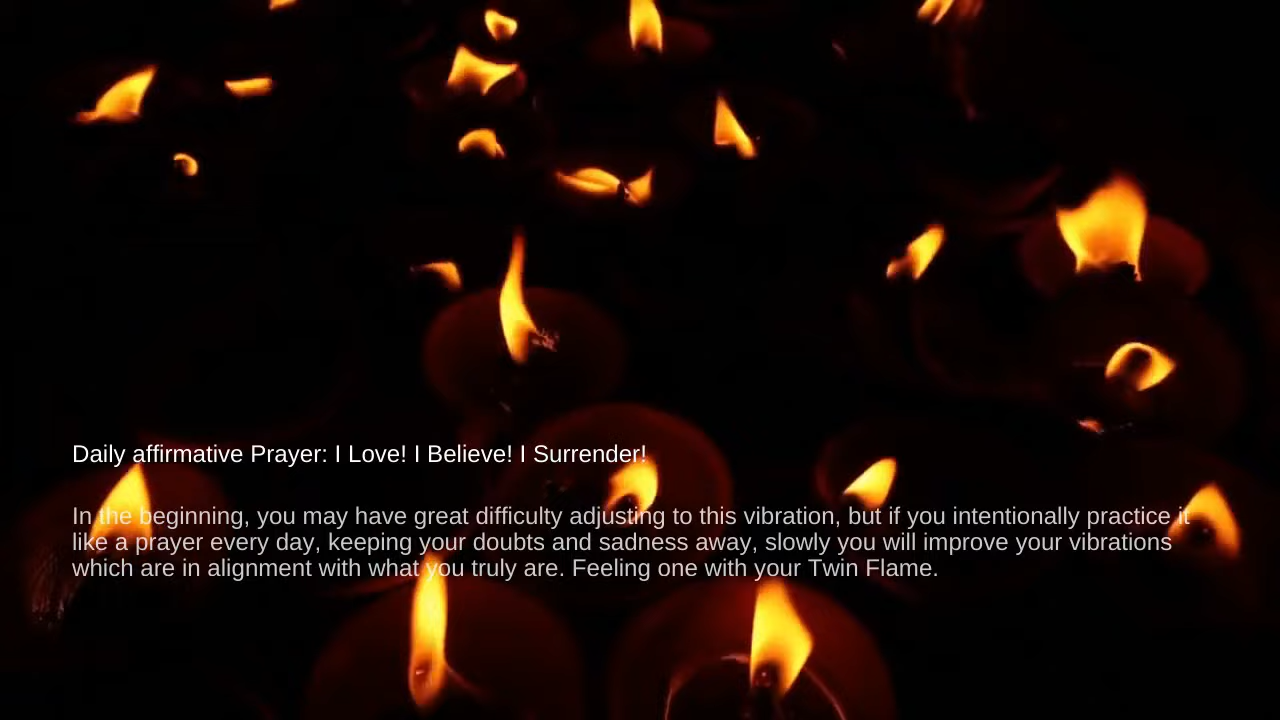 Daily affirmative Prayer: I Love! I Believe! I Surrender!
In the beginning, you may have great difficulty adjusting to this vibration, but if you intentionally practice it
like a prayer every day, keeping your doubts and sadness away, slowly you will improve your vibrations
which are in alignment with what you truly are. Feeling one with your Twin Flame.